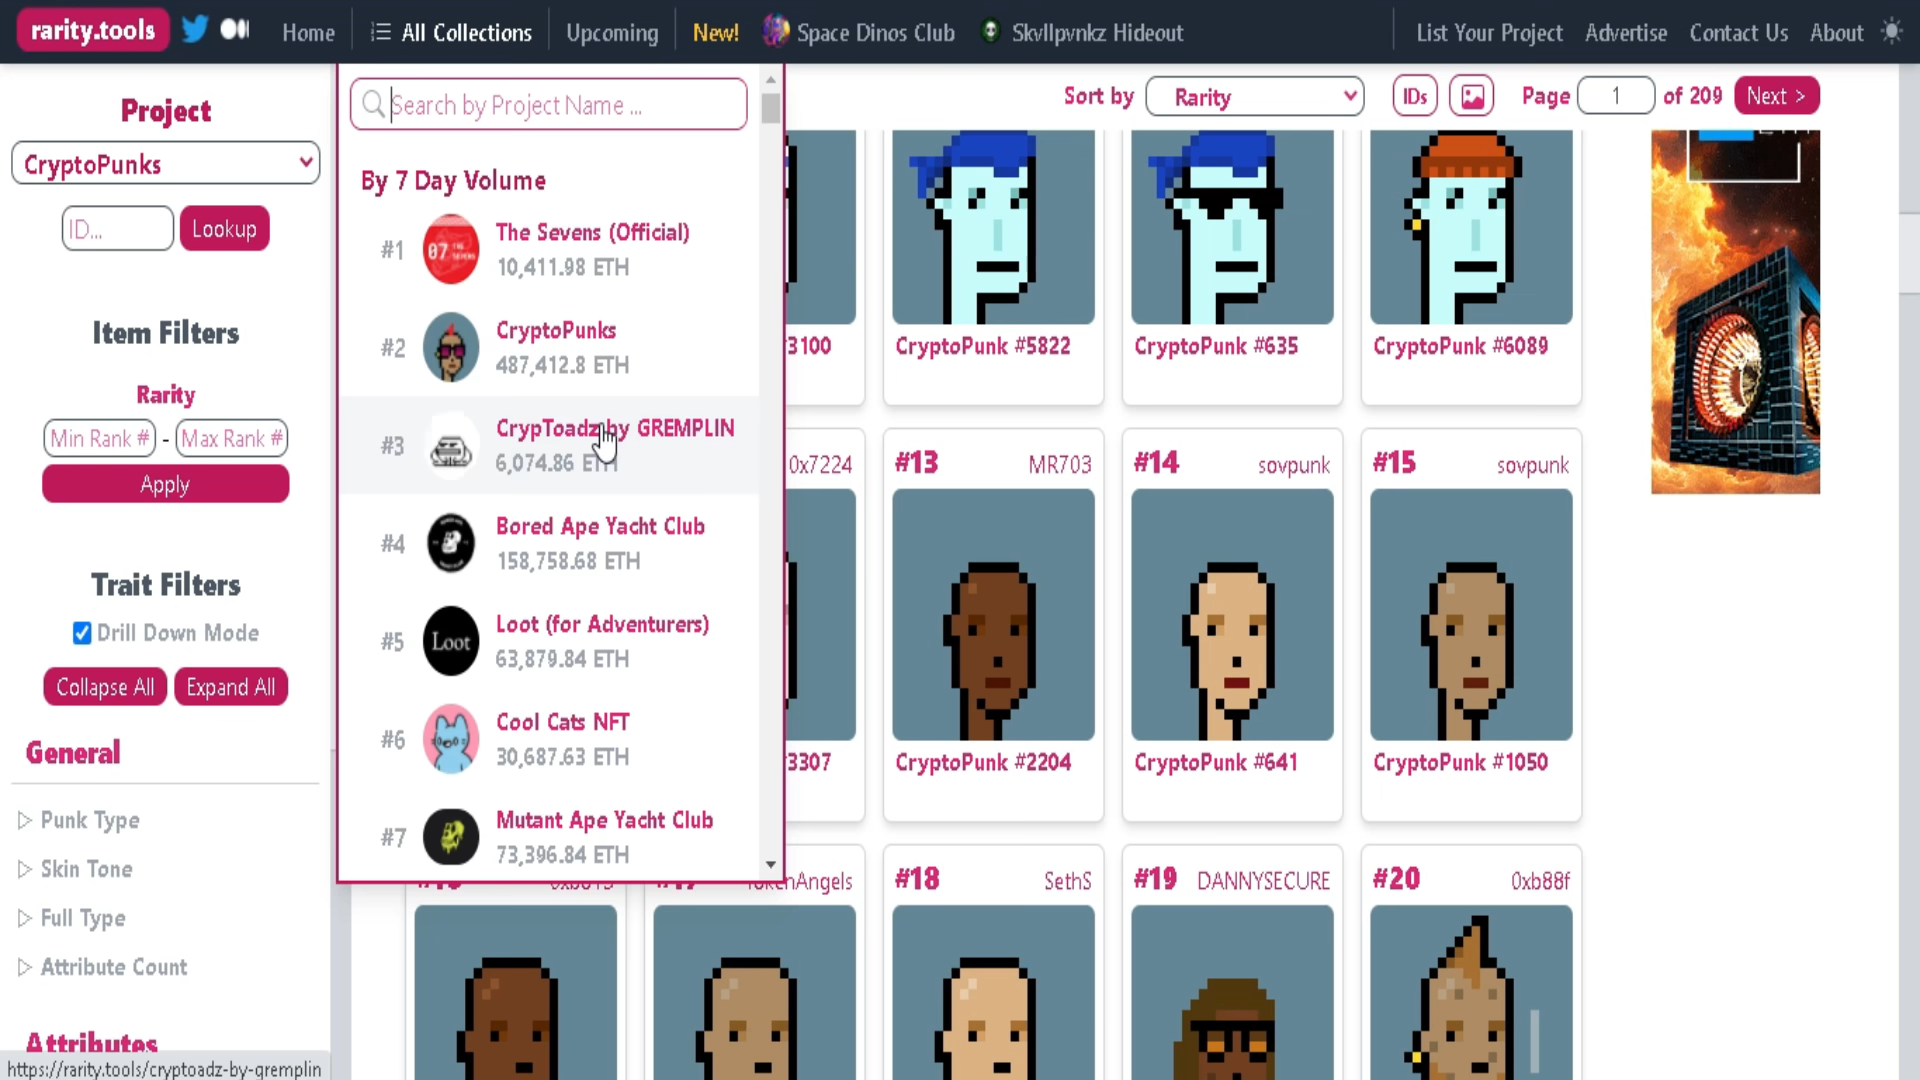 rarity.tools
Home
All Collections
Upcoming
New!
Space Dinos Club
Skvllpvnkz Hideout
List Your Project
Advertise
Contact Us
About
Project
CryptoPunks
ID...
Lookup
Item Filters
Rarity
Min Rank # - Max Rank #
Apply
Trait Filters
Drill Down Mode
Collapse All
Expand All
General
Punk Type
Skin Tone
Full Type
Attribute Count
Attributes
https://rarity.tools/cryptoadz-by-gremplin
Search by Project Name ...
By 7 Day Volume
#1
The Sevens (Official)
10,411.98 ETH
#2
CryptoPunks
487,412.8 ETH
#3
CrypToadz by GREMPLIN
6,074.86 ETH
#4
Bored Ape Yacht Club
158,758.68 ETH
#5
Loot
Loot (for Adventurers)
63,879.84 ETH
#6
Cool Cats NFT
30,687.63 ETH
#7
Mutant Ape Yacht Club
73,396.84 ETH
Sort by
Rarity
IDs
Page 1 of 209
Next >
3100
CryptoPunk #5822
CryptoPunk #635
CryptoPunk #6089
0x7224
#13 MR703
#14 sovpunk
#15 sovpunk
3307
CryptoPunk #2204
CryptoPunk #641
CryptoPunk #1050
#18 SethS
#19 DANNYSECURE
#20 0xb88f